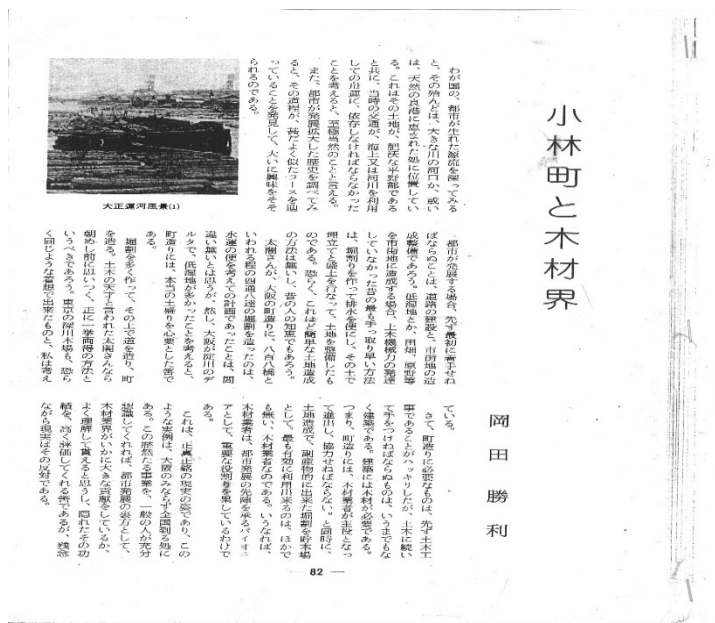 小林町と木材界
岡田勝利
わが国の、都市が生れた源流を深ってみる
と、その殆んどは、大きな川の河口か、或い
は、天然の良港に恵まれた処に位置してい
る。これはその土地が、肥沃な平野部である
と共に、当時の交通が、海上又は河川を利用
しての沿運に、依存しなければならなかった
ことを考えると、至極当然のことと言える。
また、都市が発展拡大した歴史を調べてみ
ると、その道程が、甚だよく似たコースを辿
っていることを発見して、大いに興味をそそ
られるのである。
大正運河風景(1)
都市が発展する場合、先ず最初に着手せね
ばならぬことは、道路の建設と、市街地の造
成整備であろう。低湿地とか、田畑、原野等
を市街地に造成する場合、土木機械力の発達
していなかった昔の最も手っ取り早い方法
は、堀割りを作って排水を便にし、その土で
埋立てと盛土を行なって、土地を整備したも
のである。恐らく、これほど簡単な土地造成
の方法は無いし、昔の人の知恵でもあろう。
太閤さんが、大阪の町造りに、八百八橋と
いわれる程の四通八達の堀割を造ったのは、
水運の便を考えての計画であったことは、間
違い無いとは思うが、然し、大阪が淀川のデ
ルタで、低湿地が多かったことを考えると、
町造りには、本当の土盛りを必要とした筈で
ある。
堀割を多く作って、その上で道を造り、町
を造る。土木の天才と言われた太閤さんなら
朝めし前に思いつく、正に一挙両得の方法と
いうべきであろう。東京の深川木場も、恐ら
く同じような着想で出来たものと、私は考え
ている。
さて、町造りに必要なものは、先ず土木工
事であることがハッキリしたが、土木に続い
て手をつけねばならぬものは、いうまでもな
く建築である。建築には木材が必要である。
つまり、町造りには、木材業者が主役となっ
て進出し、協力せねばならない。と同時に、
土地造成で、副産物的に出来た堀割を貯木場
として、最も有効に利用出来るのは、ほかで
も無い、木材業者なのである。いうなれば、
木材業者は、都市発展の先陣を承るパイオニ
アとして、重要な役割りを果しているわけで
ある。
これは、正真正銘の現実の姿であり、この
ような実例は、大阪のみならず全国到る処に
ある。この歴然たる事業を、一般の人が充分
認識してくれれば、都市発展の裏方として、
木材業界がいかに大きな貢献をしているか、
よく理解して貰えると思うし、隠れたその功
績を、高く評価してくれる筈であるが、残念
ながら現実はその反対である。
— 82 —